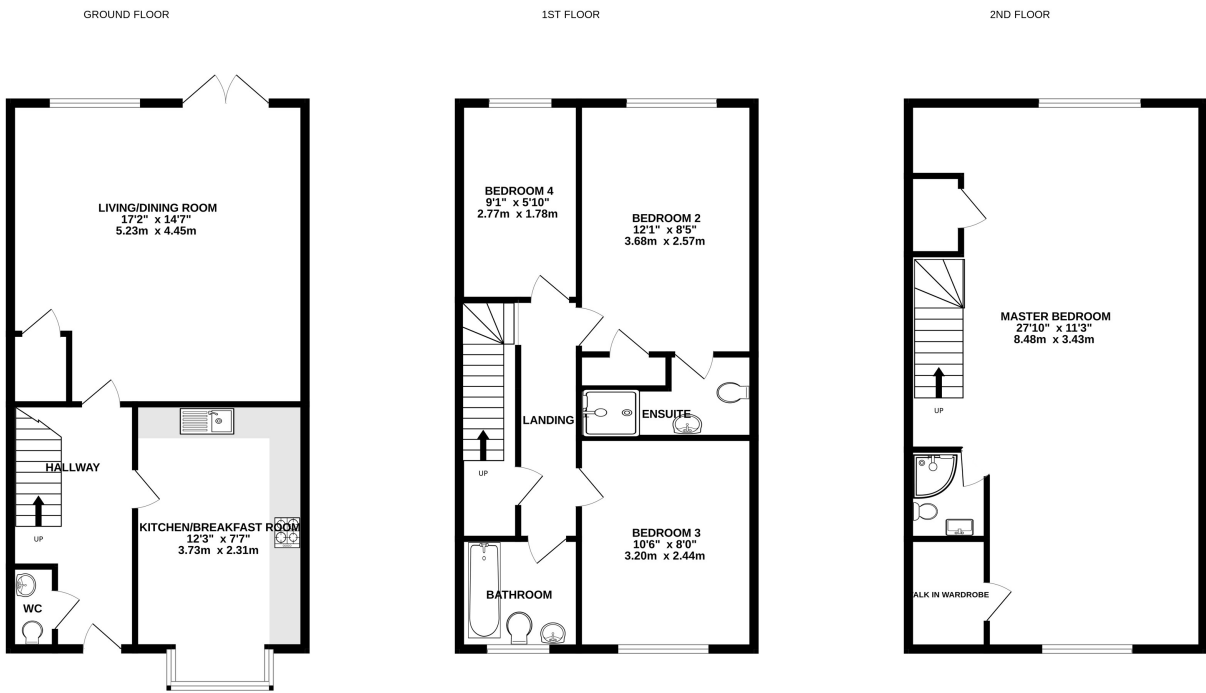 GROUND FLOOR
LIVING/DINING ROOM
17'2" x 14'7"
5.23m x 4.45m
HALLWAY
UP
KITCHEN/BREAKFAST ROOM
12'3" x 7'7"
3.73m x 2.31m
WC
1ST FLOOR
BEDROOM 4
9'1" x 5'10"
2.77m x 1.78m
BEDROOM 2
12'1" x 8'5"
3.68m x 2.57m
ENSUITE
LANDING
UP
BEDROOM 3
10'6" x 8'0"
3.20m x 2.44m
BATHROOM
2ND FLOOR
MASTER BEDROOM
27'10" x 11'3"
8.48m x 3.43m
UP
ALK IN WARDROBE